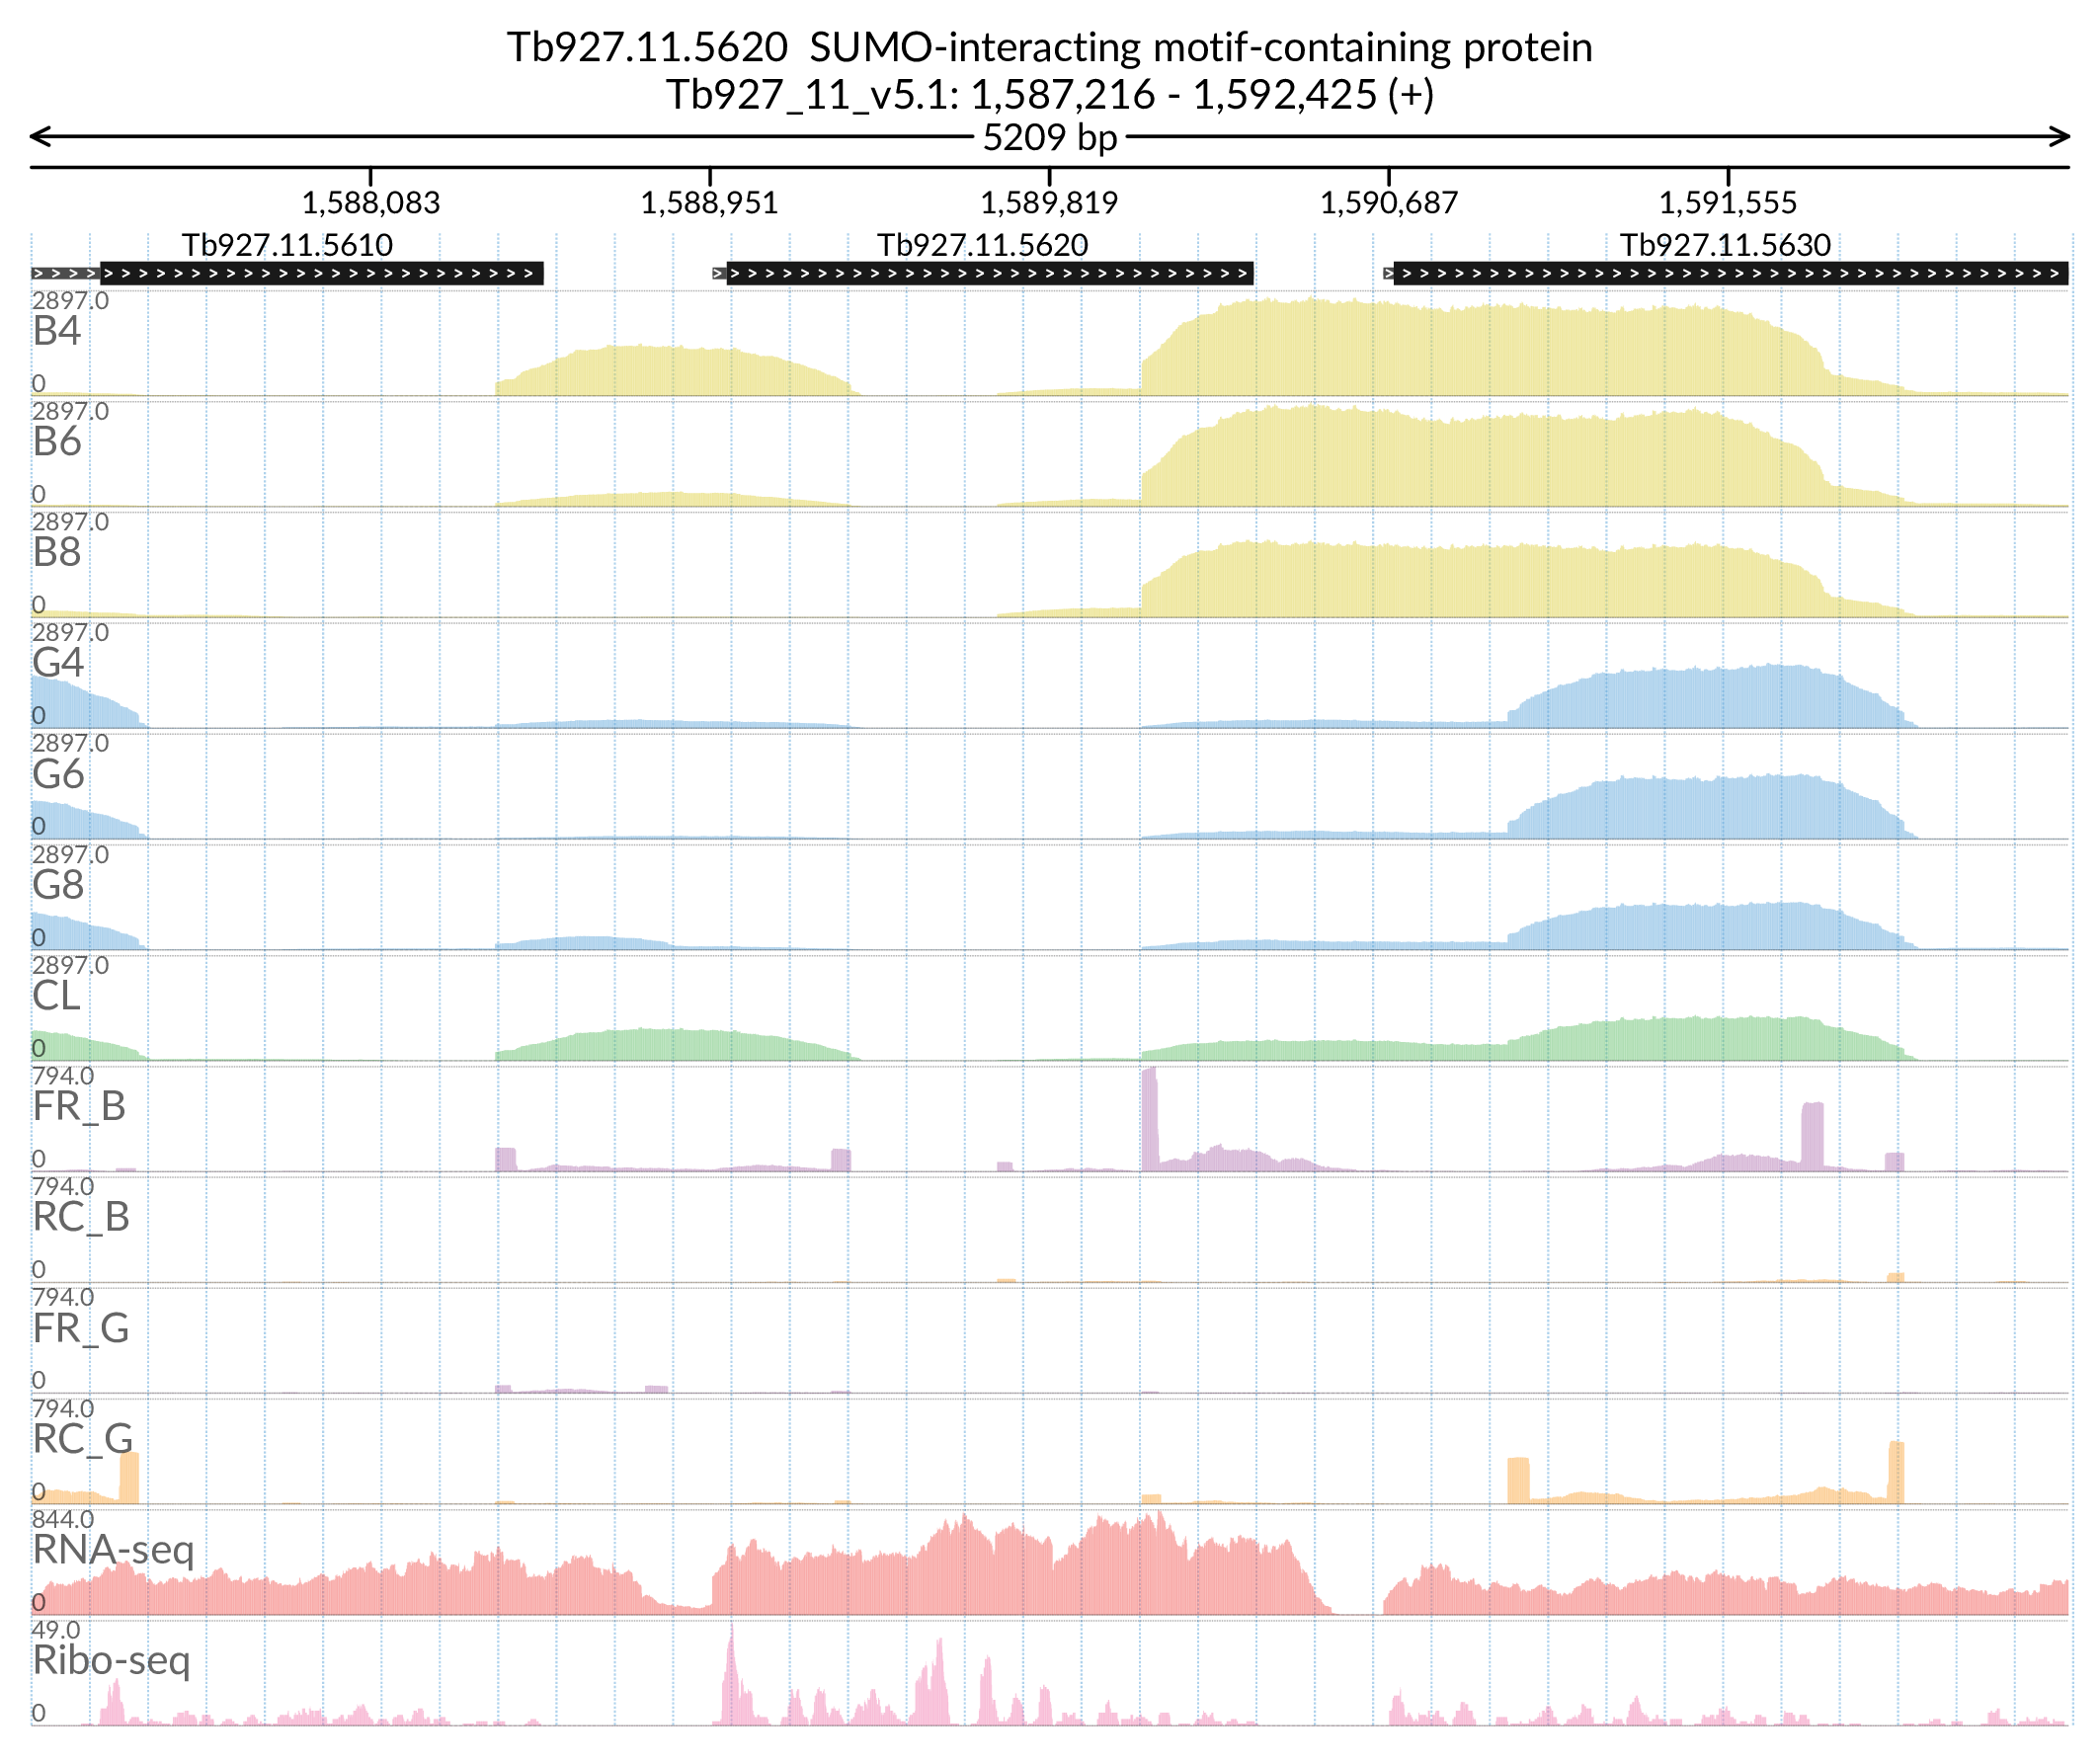 Tb927.11.5620 SUMO-interacting motif-containing protein
Tb927_11_v5.1: 1,587,216 - 1,592,425 (+)
5209 bp
1,588,083 1,588,951 1,589,819 1,590,687 1,591,555
Tb927.11.5610 Tb927.11.5620 Tb927.11.5630
2897.0
B4
0
2897.0
B6
0
2897.0
B8
0
2897.0
G4
0
2897.0
G6
0
2897.0
G8
0
2897.0
CL
0
794.0
FR_B
0
794.0
RC_B
0
794.0
FR_G
0
794.0
RC_G
0
844.0
RNA-seq
0
49.0
Ribo-seq
0